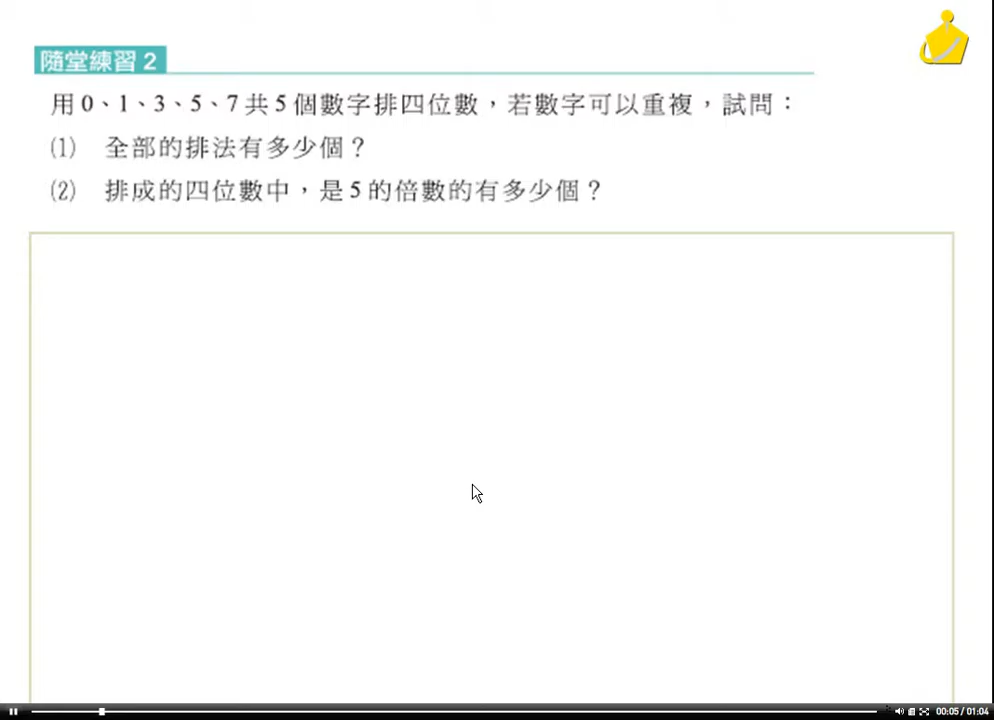 隨堂練習 2
用 0、1、3、5、7 共 5 個數字排四位數，若數字可以重複，試問：
⑴ 全部的排法有多少個？
⑵ 排成的四位數中，是 5 的倍數的有多少個？
00:05 / 01:04